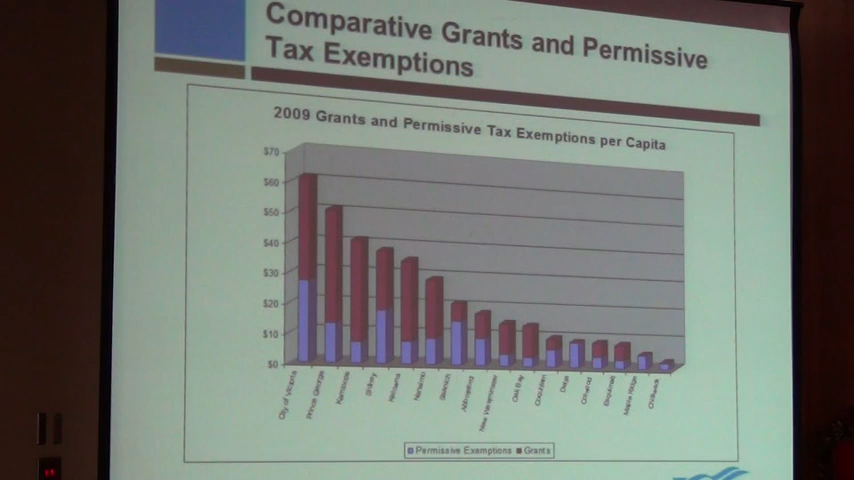 Comparative Grants and Permissive
Tax Exemptions
2009 Grants and Permissive Tax Exemptions per Capita
$70
$60
$50
$40
$30
$20
$10
$0
City of Victoria
Prince George
Kamloops
Sidney
Kelowna
Nanaimo
Saanich
Abbotsford
New Westminster
Oak Bay
Coquitlam
Delta
Colwood
Esquimalt
Maple Ridge
Chilliwack
Permissive Exemptions
Grants